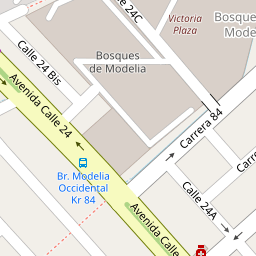 Bosques
Mode
Victoria
Plaza
Calle 24C
Calle 24 Bis
Bosques
de Modelia
Avenida Calle 24
Carrera 84
Br. Modelia
Occidental
Kr 84
Calle 24A
Avenida Calle